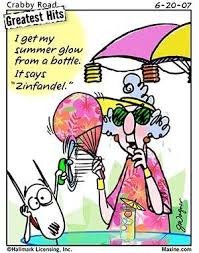 Crabby Road
6-20-07
Greatest Hits
I get my
summer glow
from a bottle.
It says
"Zinfandel."
©Hallmark Licensing, Inc.
Maxine.com